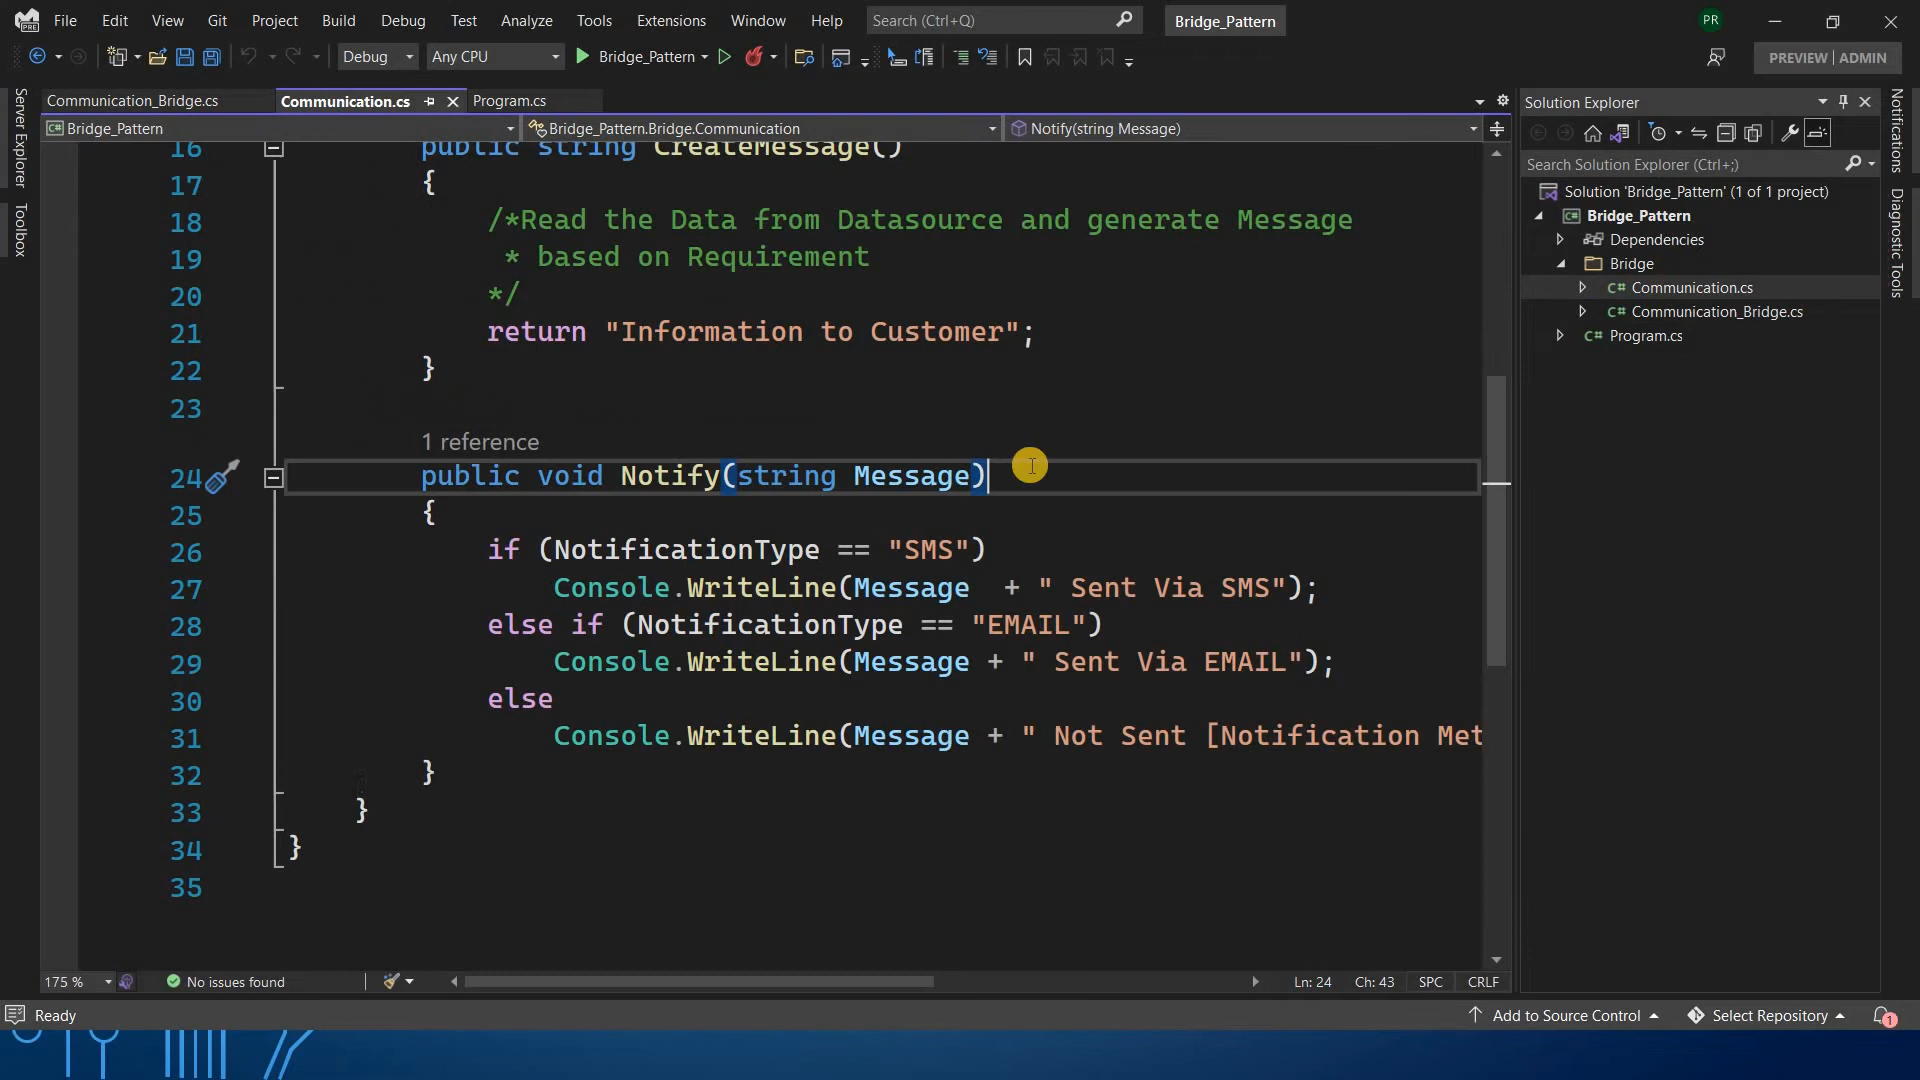 File Edit View Git Project Build Debug Test Analyze Tools Extensions Window Help Search (Ctrl+Q) Bridge_Pattern PR
PRE
Debug Any CPU Bridge_Pattern PREVIEW | ADMIN
Server Explorer
Toolbox
Communication_Bridge.cs Communication.cs Program.cs
Bridge_Pattern Bridge_Pattern.Bridge.Communication Notify(string Message)
16 public string CreateMessage()
17 {
18 /*Read the Data from Datasource and generate Message
19 * based on Requirement
20 */
21 return "Information to Customer";
22 }
23
1 reference
24 public void Notify(string Message)
25 {
26 if (NotificationType == "SMS")
27 Console.WriteLine(Message + " Sent Via SMS");
28 else if (NotificationType == "EMAIL")
29 Console.WriteLine(Message + " Sent Via EMAIL");
30 else
31 Console.WriteLine(Message + " Not Sent [Notification Met
32 }
33 }
34 }
35
175 % No issues found Ln: 24 Ch: 43 SPC CRLF
Solution Explorer
Search Solution Explorer (Ctrl+;)
Solution 'Bridge_Pattern' (1 of 1 project)
C# Bridge_Pattern
Dependencies
Bridge
C# Communication.cs
C# Communication_Bridge.cs
C# Program.cs
Notifications
Diagnostic Tools
Ready Add to Source Control Select Repository 1